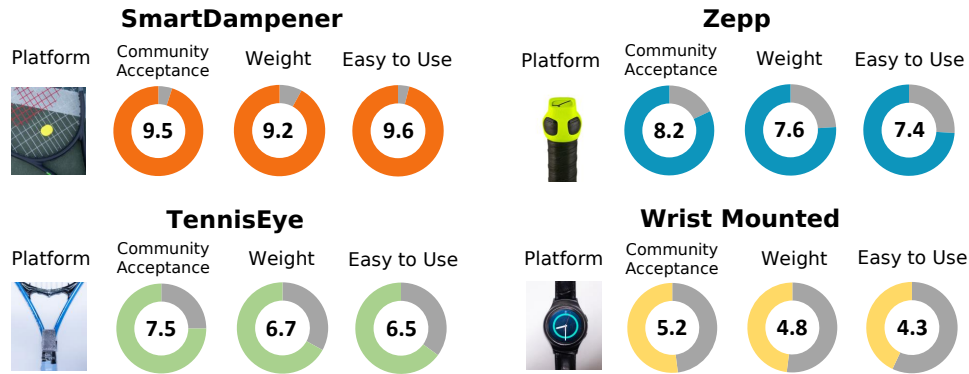 SmartDampener
Platform
Community
Acceptance
Weight
Easy to Use
9.5
9.2
9.6
Zepp
Platform
Community
Acceptance
Weight
Easy to Use
8.2
7.6
7.4
TennisEye
Platform
Community
Acceptance
Weight
Easy to Use
7.5
6.7
6.5
Wrist Mounted
Platform
Community
Acceptance
Weight
Easy to Use
5.2
4.8
4.3